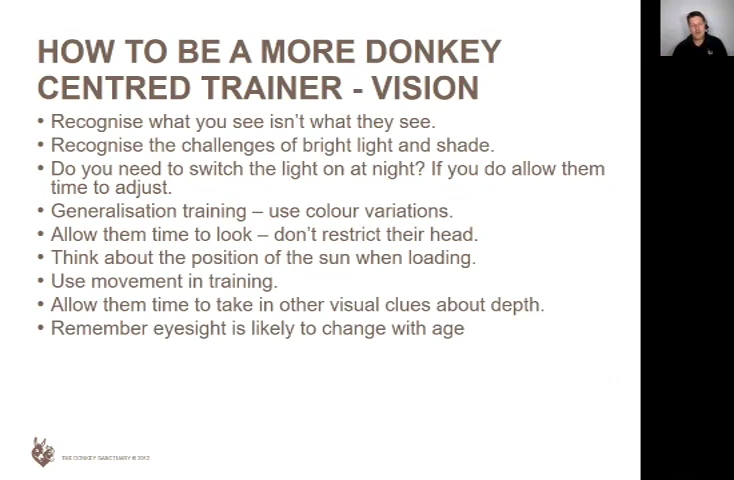 HOW TO BE A MORE DONKEY
CENTRED TRAINER - VISION
• Recognise what you see isn't what they see.
• Recognise the challenges of bright light and shade.
• Do you need to switch the light on at night? If you do allow them
time to adjust.
• Generalisation training – use colour variations.
• Allow them time to look – don't restrict their head.
• Think about the position of the sun when loading.
• Use movement in training.
• Allow them time to take in other visual clues about depth.
• Remember eyesight is likely to change with age
THE DONKEY SANCTUARY © 2012